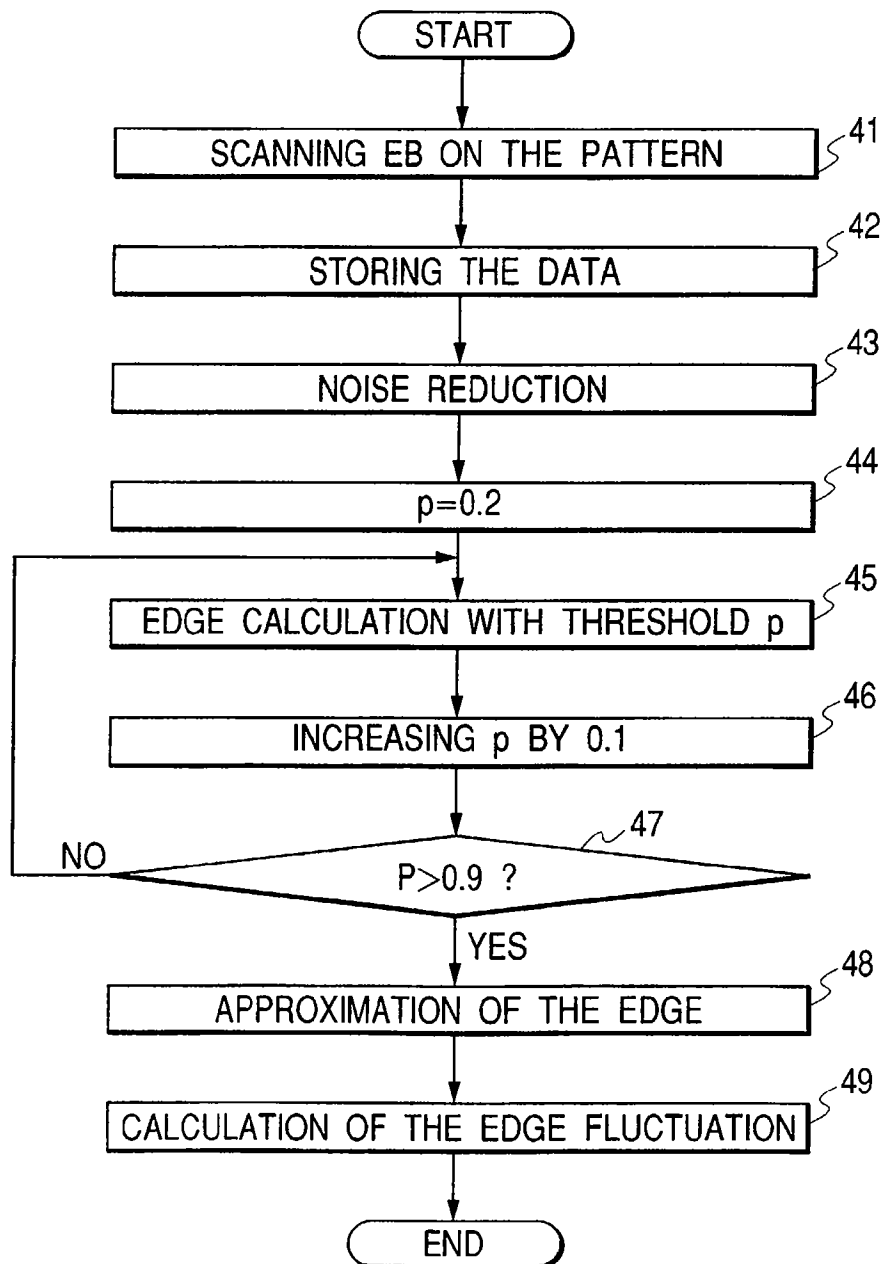 START
41
SCANNING EB ON THE PATTERN
42
STORING THE DATA
43
NOISE REDUCTION
44
p=0.2
45
EDGE CALCULATION WITH THRESHOLD p
46
INCREASING p BY 0.1
47
NO
P>0.9 ?
YES
48
APPROXIMATION OF THE EDGE
49
CALCULATION OF THE EDGE FLUCTUATION
END